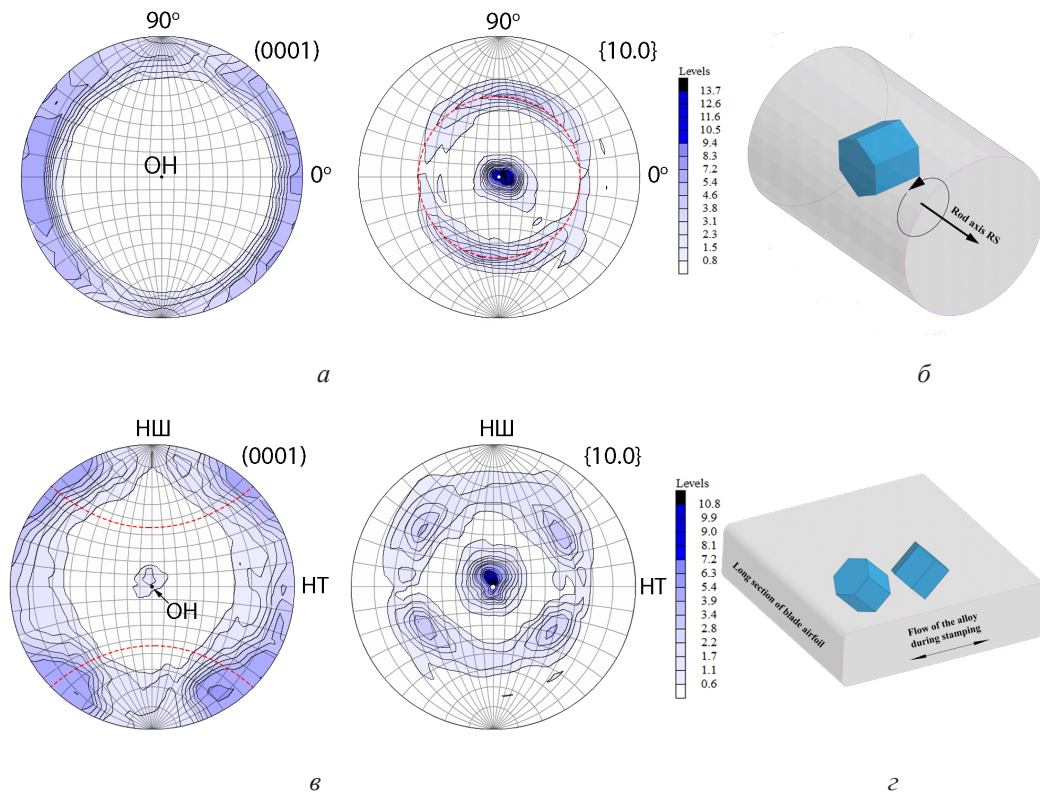 90°
(0001)
ОН
0°
90°
{10.0}
0°
Levels
13.7
12.6
11.6
10.5
9.4
8.3
7.2
5.4
4.6
3.8
3.1
2.3
1.5
0.8
Rod axis RS
а
б
НШ
(0001)
НТ
ОН
НШ
{10.0}
НТ
Levels
10.8
9.9
9.0
8.1
7.2
6.3
5.4
3.9
3.4
2.8
2.2
1.7
1.1
0.6
Long section of blade airfoil
Flow of the alloy
during stamping
в
г